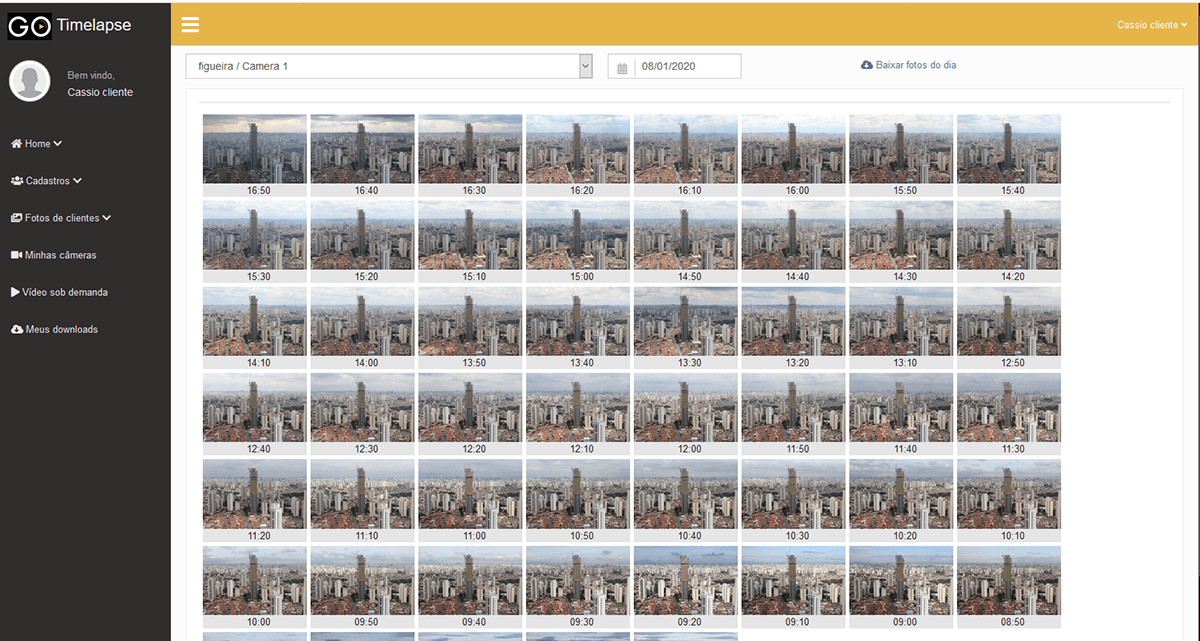 GO Timelapse
Cassio cliente
Bem vindo,
Cassio cliente
Home
Cadastros
Fotos de clientes
Minhas câmeras
Vídeo sob demanda
Meus downloads
figueira / Camera 1
08/01/2020
Baixar fotos do dia
16:50 16:40 16:30 16:20 16:10 16:00 15:50 15:40
15:30 15:20 15:10 15:00 14:50 14:40 14:30 14:20
14:10 14:00 13:50 13:40 13:30 13:20 13:10 12:50
12:40 12:30 12:20 12:10 12:00 11:50 11:40 11:30
11:20 11:10 11:00 10:50 10:40 10:30 10:20 10:10
10:00 09:50 09:40 09:30 09:20 09:10 09:00 08:50